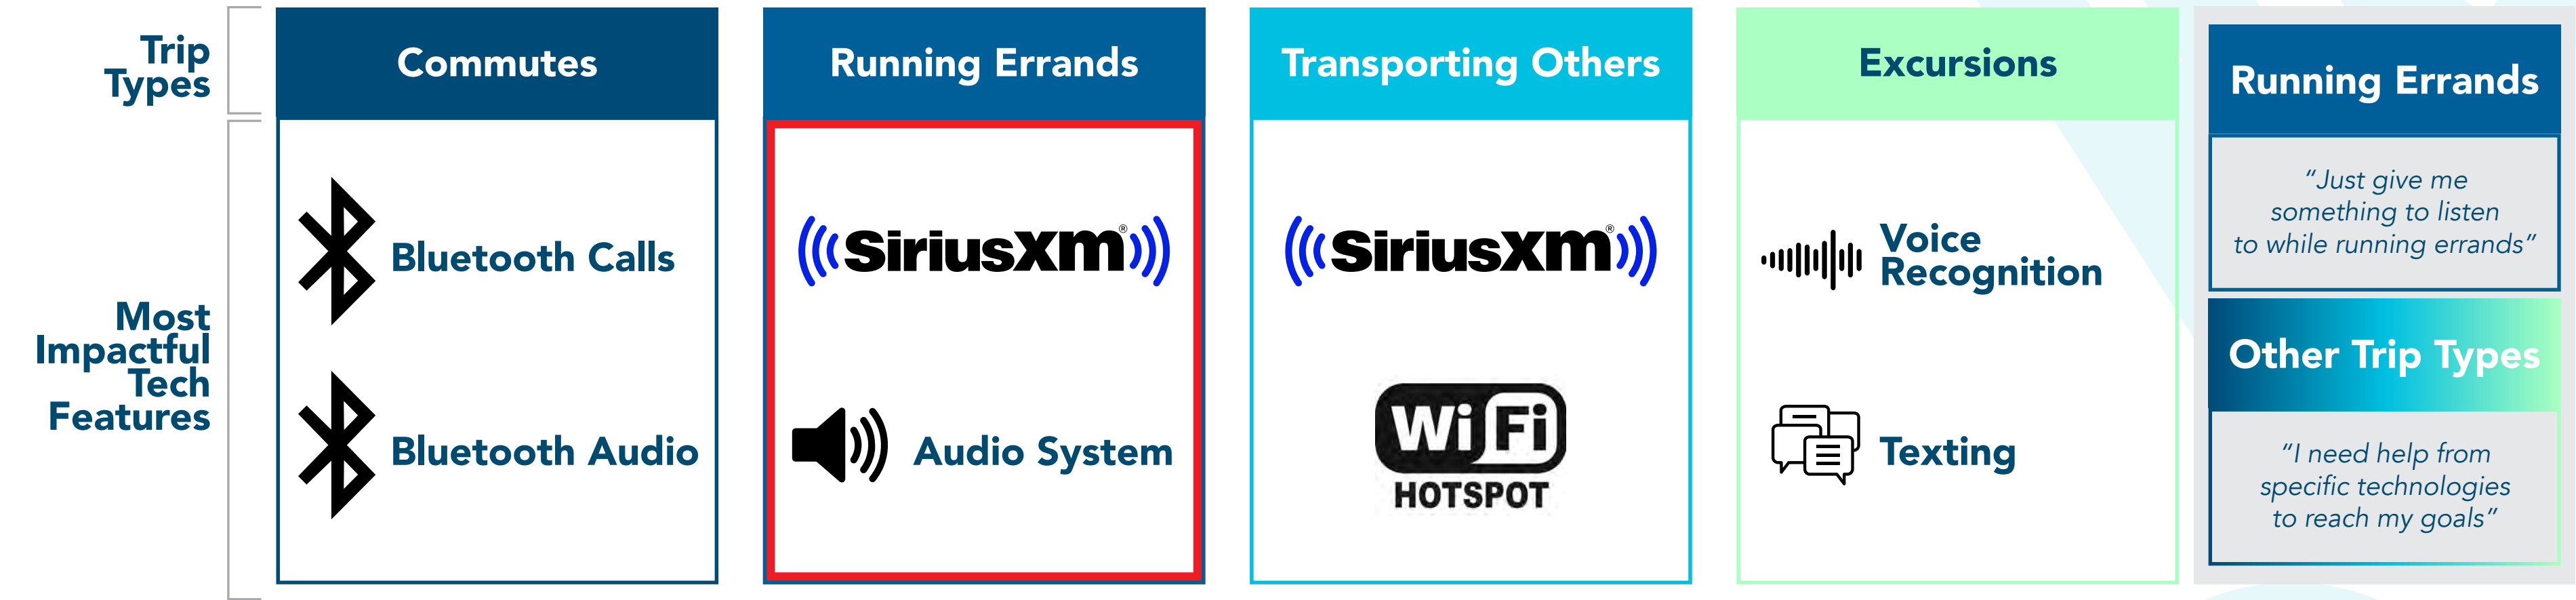 Trip
Types
Commutes
Running Errands
Transporting Others
Excursions
Most
Impactful
Tech
Features
Bluetooth Calls
Bluetooth Audio
SiriusXm®
Audio System
SiriusXm®
WiFi
HOTSPOT
Voice
Recognition
Texting
Running Errands
“Just give me
something to listen
to while running errands”
Other Trip Types
“I need help from
specific technologies
to reach my goals”